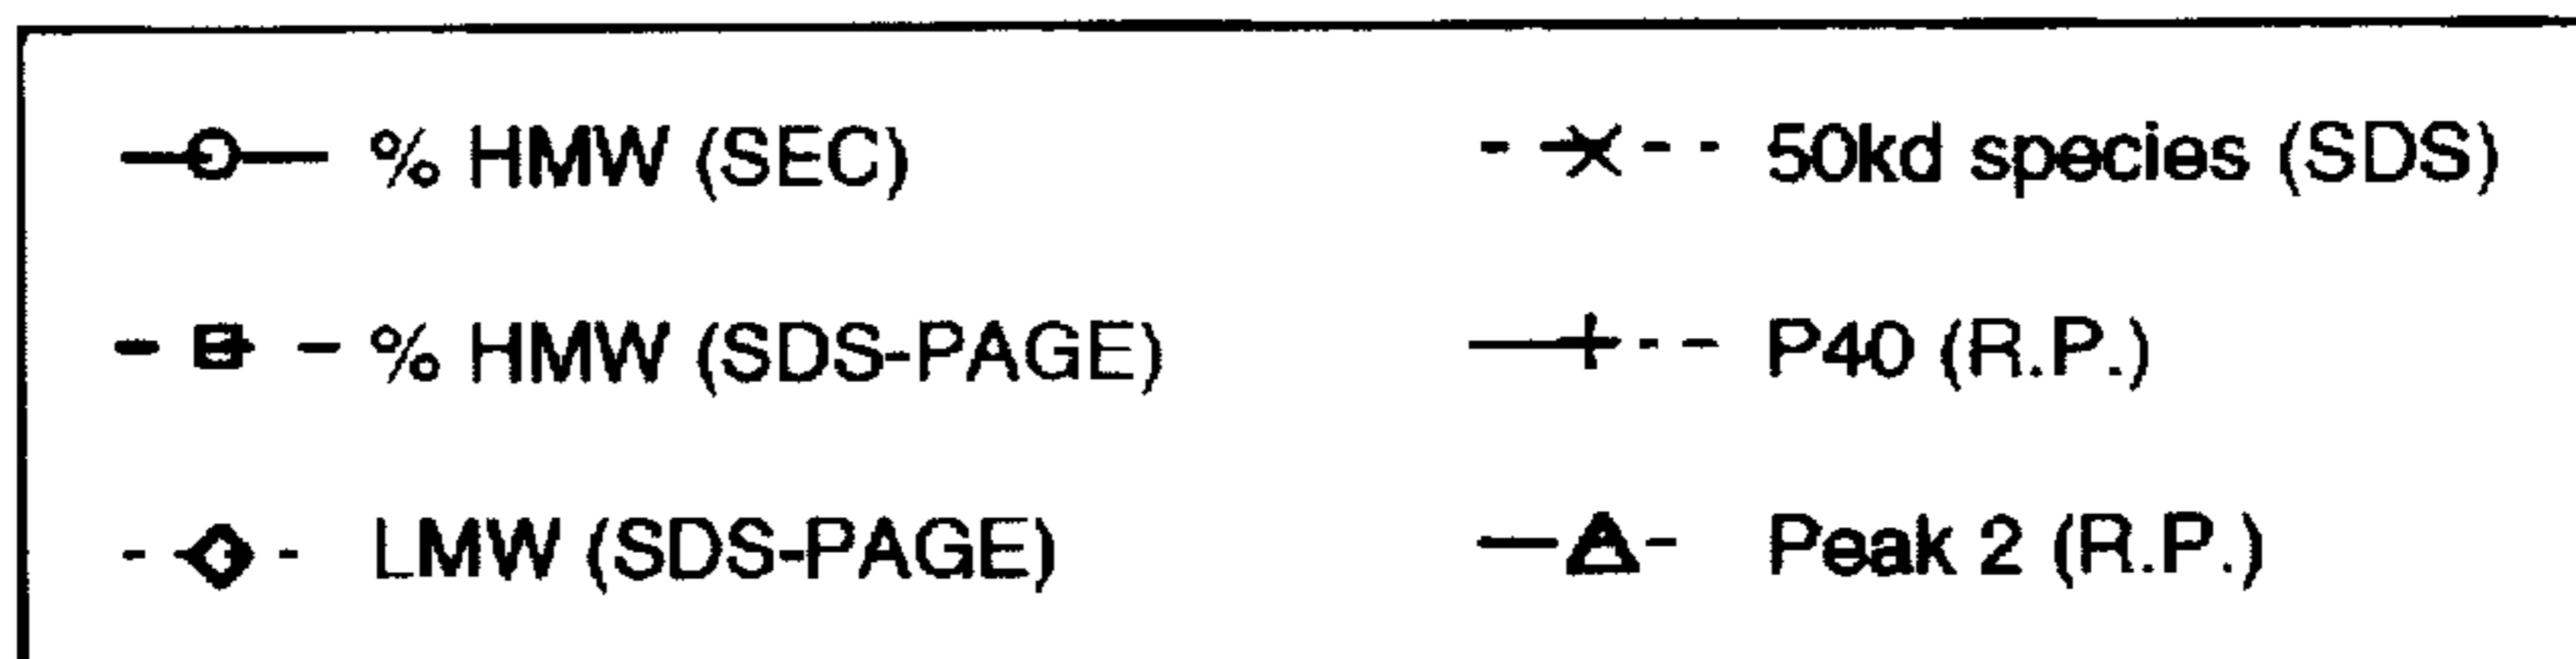 % HMW (SEC)
% HMW (SDS-PAGE)
LMW (SDS-PAGE)
50kd species (SDS)
P40 (R.P.)
Peak 2 (R.P.)